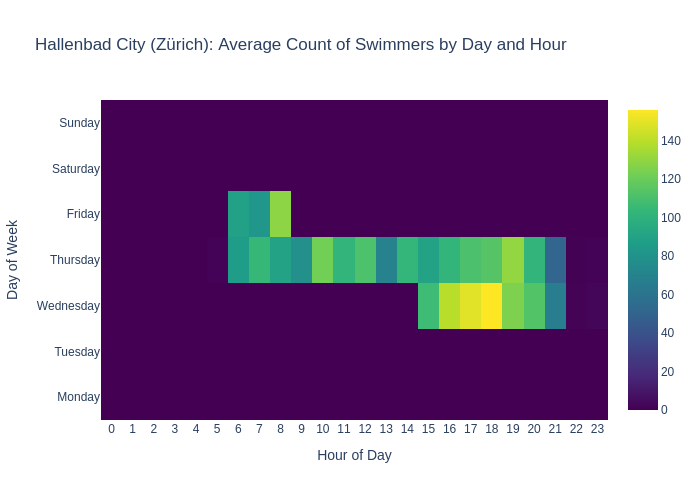 Hallenbad City (Zürich): Average Count of Swimmers by Day and Hour
Sunday
Saturday
Friday
Thursday
Wednesday
Tuesday
Monday
Day of Week
0 1 2 3 4 5 6 7 8 9 10 11 12 13 14 15 16 17 18 19 20 21 22 23
Hour of Day
140
120
100
80
60
40
20
0